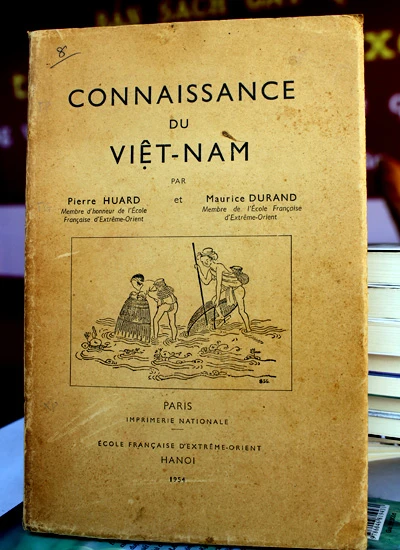 8
CONNAISSANCE
DU
VIỆT-NAM
PAR
Pierre HUARD et Maurice DURAND
Membre d'honneur de l'École Membre de l'École Française
Française d'Extrême-Orient d'Extrême-Orient
PARIS
IMPRIMERIE NATIONALE
ÉCOLE FRANÇAISE D'EXTRÊME-ORIENT
HANOI
1954